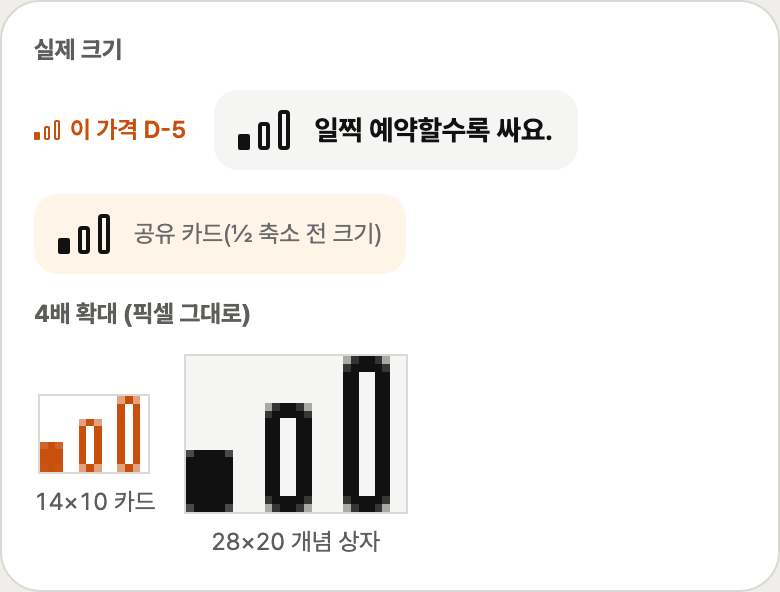 실제 크기
이 가격 D-5
일찍 예약할수록 싸요.
공유 카드(½ 축소 전 크기)
4배 확대 (픽셀 그대로)
14×10 카드
28×20 개념 상자